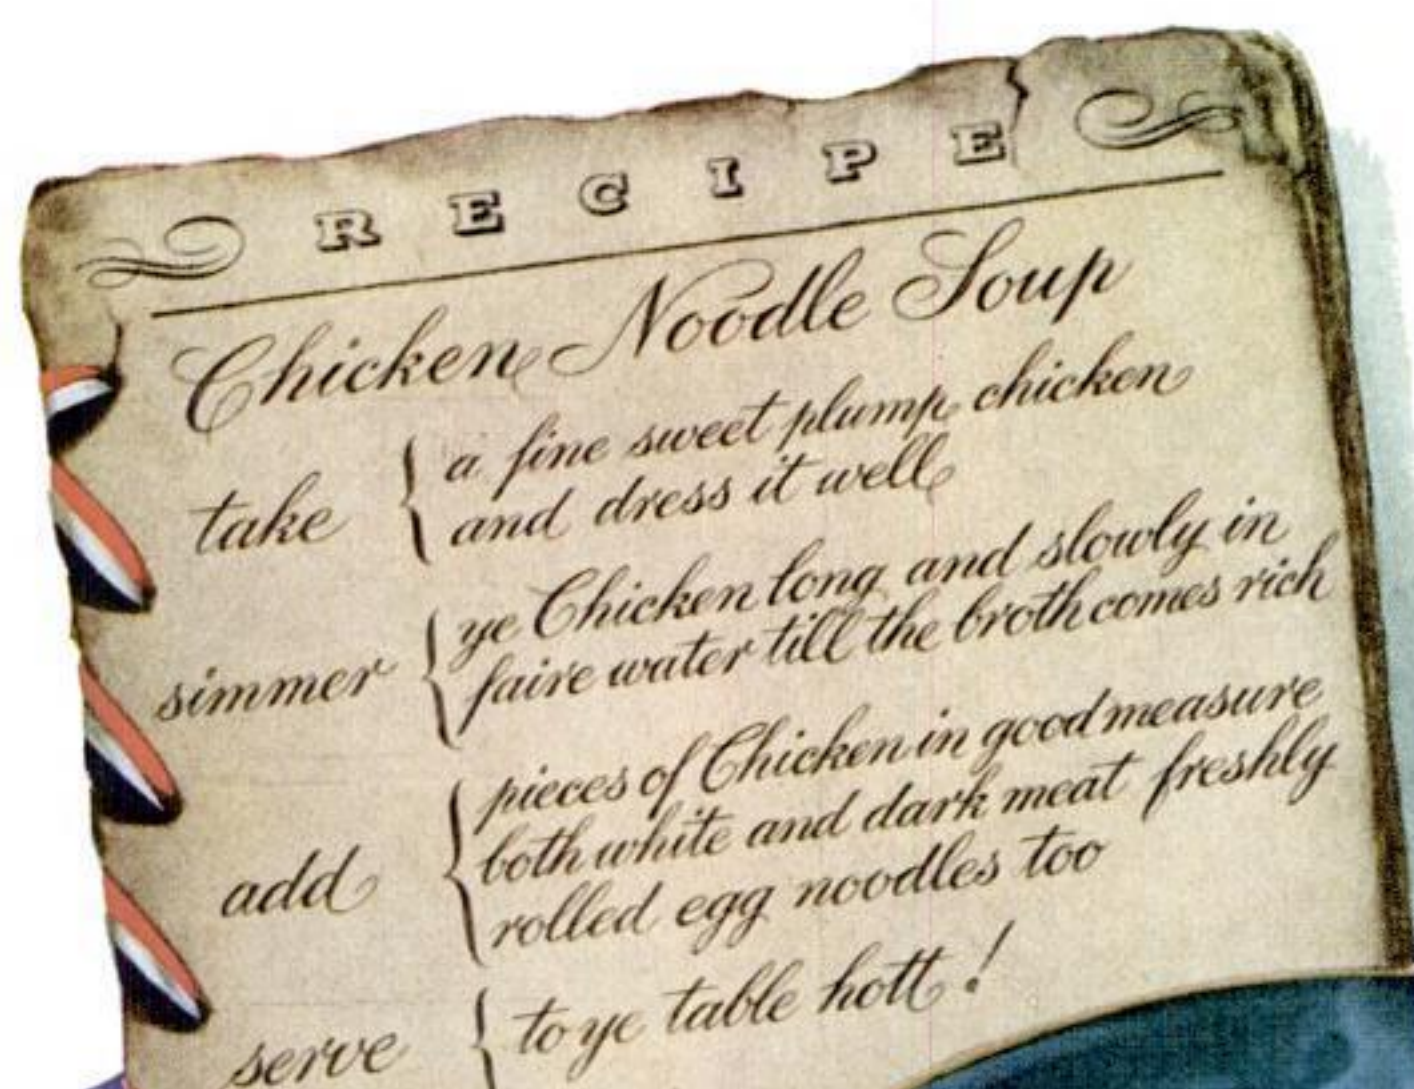 RECIPE
Chicken Noodle Soup
take { a fine sweet plump chicken
and dress it well
simmer { ye Chicken long and slowly in
faire water till the broth comes rich
add { pieces of Chicken in good measure
both white and dark meat freshly
rolled egg noodles too
serve { to ye table hott!